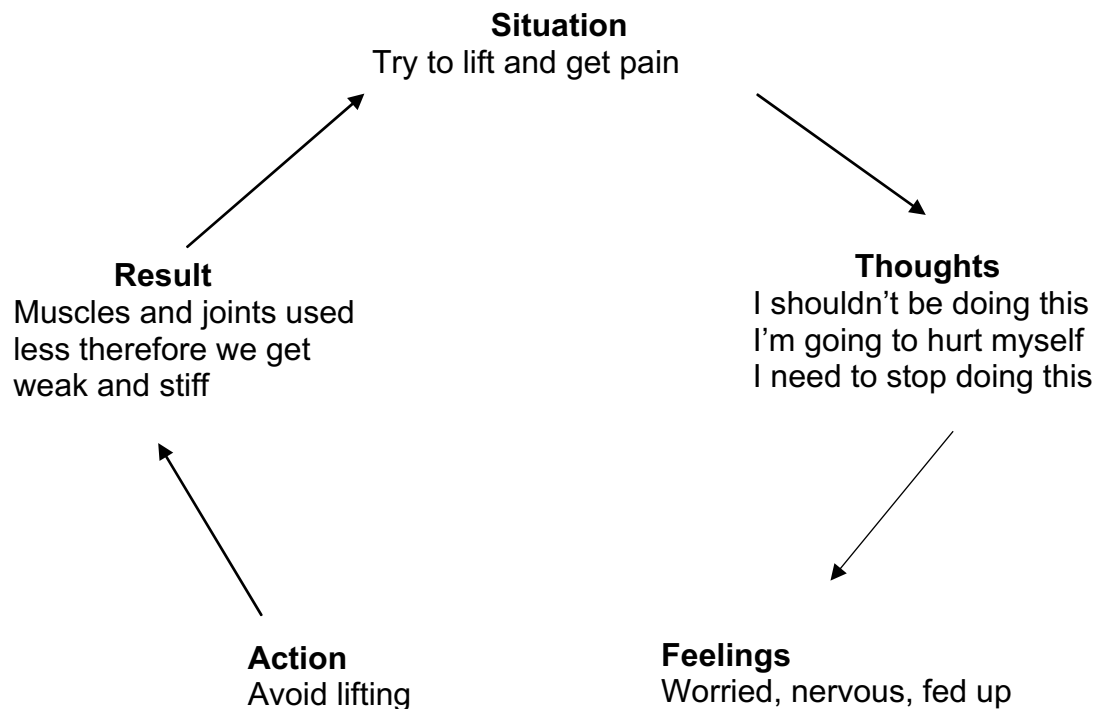 Situation
Try to lift and get pain
Result
Muscles and joints used
less therefore we get
weak and stiff
Thoughts
I shouldn’t be doing this
I’m going to hurt myself
I need to stop doing this
Action
Avoid lifting
Feelings
Worried, nervous, fed up